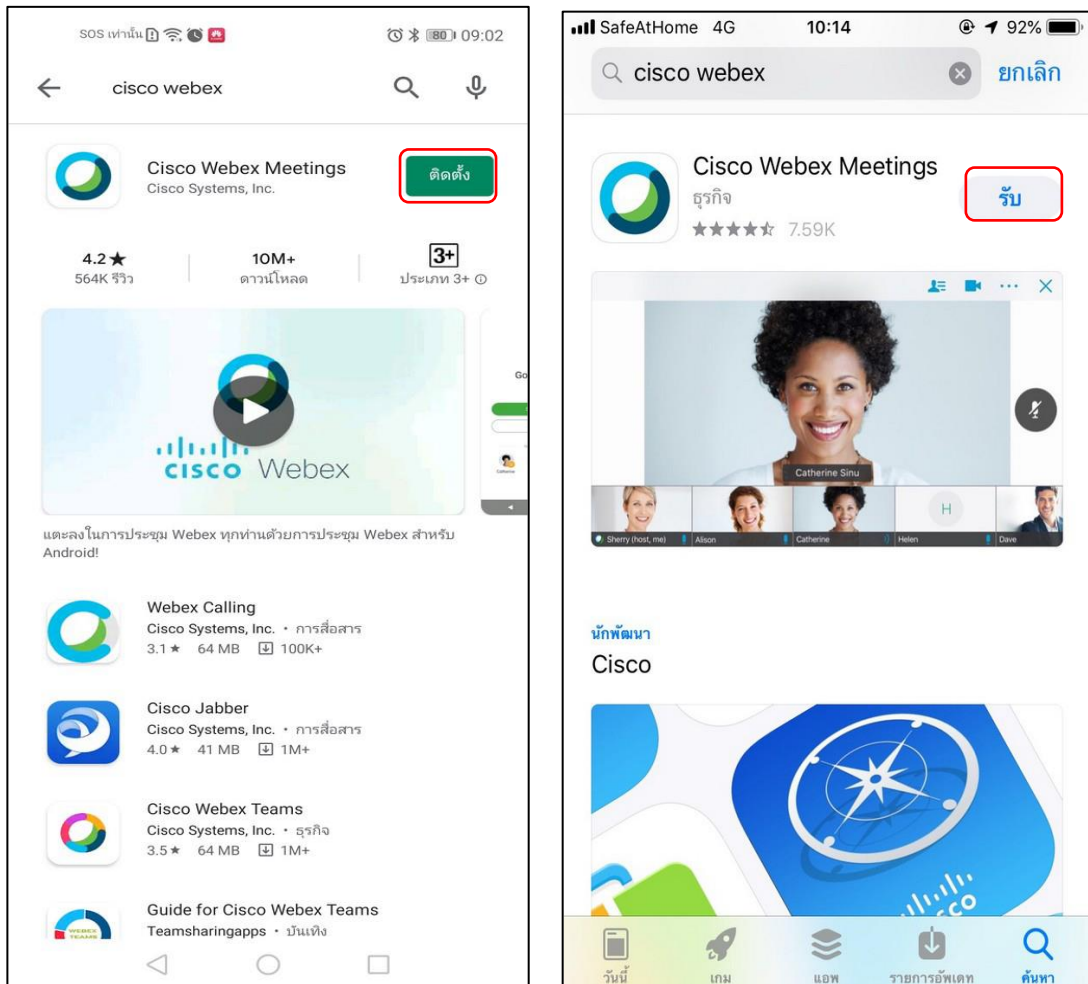 SOS เท่านั้น
80 09:02
cisco webex
Cisco Webex Meetings
Cisco Systems, Inc.
ติดตั้ง
4.2 ★
564K รีวิว
10M+
ดาวน์โหลด
3+
ประเภท 3+
Go
cisco Webex
แตะลงในการประชุม Webex ทุกท่านด้วยการประชุม Webex สำหรับ
Android!
Webex Calling
Cisco Systems, Inc. • การสื่อสาร
3.1 ★ 64 MB 100K+
Cisco Jabber
Cisco Systems, Inc. • การสื่อสาร
4.0 ★ 41 MB 1M+
WEBEX TEAMS
Cisco Webex Teams
Cisco Systems, Inc. • ธุรกิจ
3.5 ★ 64 MB 1M+
Guide for Cisco Webex Teams
Teamsharingapps • บันเทิง
SafeAtHome 4G 10:14 92%
cisco webex
ยกเลิก
Cisco Webex Meetings
ธุรกิจ
7.59K
รับ
Catherine Sinu
H
Sherry (host, me) Alison Catherine Helen Dave
นักพัฒนา
Cisco
cisco
วันนี้ เกม แอพ รายการอัพเดท ค้นหา